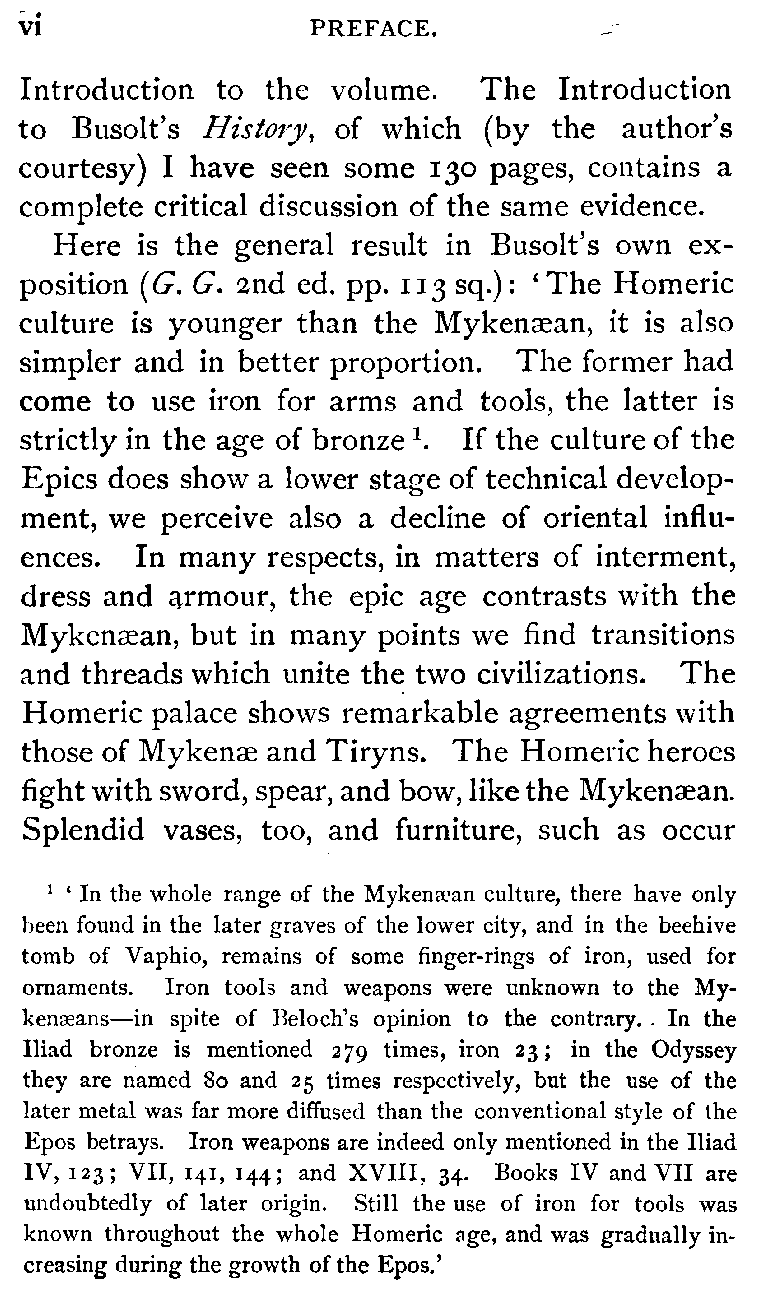 vi PREFACE.
Introduction to the volume. The Introduction
to Busolt's History, of which (by the author's
courtesy) I have seen some 130 pages, contains a
complete critical discussion of the same evidence.
Here is the general result in Busolt's own ex-
position (G. G. 2nd ed. pp. 113 sq.): ‘The Homeric
culture is younger than the Mykenæan, it is also
simpler and in better proportion. The former had
come to use iron for arms and tools, the latter is
strictly in the age of bronze ¹. If the culture of the
Epics does show a lower stage of technical develop-
ment, we perceive also a decline of oriental influ-
ences. In many respects, in matters of interment,
dress and armour, the epic age contrasts with the
Mykenæan, but in many points we find transitions
and threads which unite the two civilizations. The
Homeric palace shows remarkable agreements with
those of Mykenæ and Tiryns. The Homeric heroes
fight with sword, spear, and bow, like the Mykenæan.
Splendid vases, too, and furniture, such as occur
¹ ‘ In the whole range of the Mykenæan culture, there have only
been found in the later graves of the lower city, and in the beehive
tomb of Vaphio, remains of some finger-rings of iron, used for
ornaments. Iron tools and weapons were unknown to the My-
kenæans—in spite of Beloch's opinion to the contrary. . In the
Iliad bronze is mentioned 279 times, iron 23; in the Odyssey
they are named 80 and 25 times respectively, but the use of the
later metal was far more diffused than the conventional style of the
Epos betrays. Iron weapons are indeed only mentioned in the Iliad
IV, 123; VII, 141, 144; and XVIII, 34. Books IV and VII are
undoubtedly of later origin. Still the use of iron for tools was
known throughout the whole Homeric age, and was gradually in-
creasing during the growth of the Epos.’